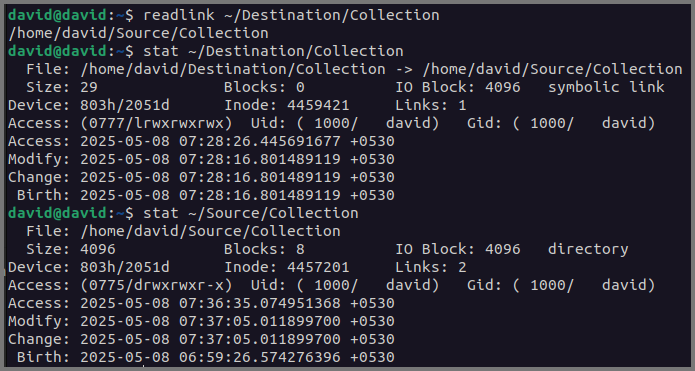 david@david:~$ readlink ~/Destination/Collection
/home/david/Source/Collection
david@david:~$ stat ~/Destination/Collection
  File: /home/david/Destination/Collection -> /home/david/Source/Collection
  Size: 29              Blocks: 0          IO Block: 4096   symbolic link
Device: 803h/2051d      Inode: 4459421     Links: 1
Access: (0777/lrwxrwxrwx)  Uid: ( 1000/   david)   Gid: ( 1000/   david)
Access: 2025-05-08 07:28:26.445691677 +0530
Modify: 2025-05-08 07:28:16.801489119 +0530
Change: 2025-05-08 07:28:16.801489119 +0530
 Birth: 2025-05-08 07:28:16.801489119 +0530
david@david:~$ stat ~/Source/Collection
  File: /home/david/Source/Collection
  Size: 4096            Blocks: 8          IO Block: 4096   directory
Device: 803h/2051d      Inode: 4457201     Links: 2
Access: (0775/drwxrwxr-x)  Uid: ( 1000/   david)   Gid: ( 1000/   david)
Access: 2025-05-08 07:36:35.074951368 +0530
Modify: 2025-05-08 07:37:05.011899700 +0530
Change: 2025-05-08 07:37:05.011899700 +0530
 Birth: 2025-05-08 06:59:26.574276396 +0530